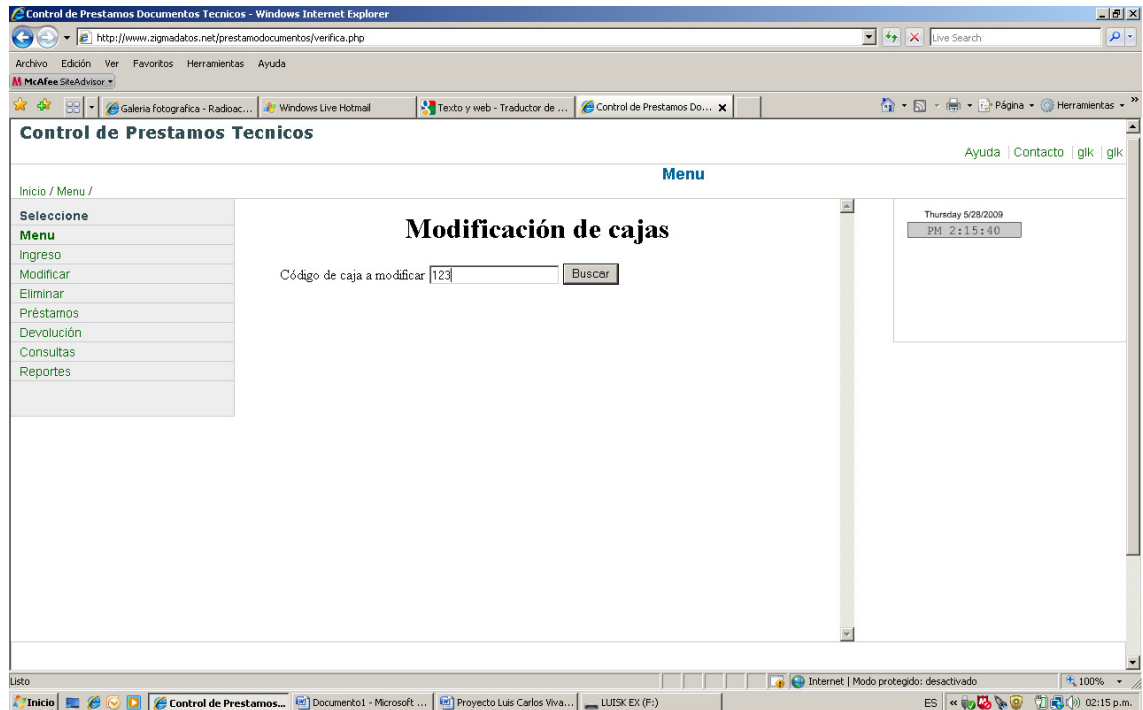 Control de Prestamos Documentos Tecnicos - Windows Internet Explorer
http://www.zigmadatos.net/prestamodocumentos/verifica.php
Live Search
Archivo Edición Ver Favoritos Herramientas Ayuda
McAfee SiteAdvisor
Galeria fotografica - Radioac... Windows Live Hotmail Texto y web - Traductor de ... Control de Prestamos Do... Página Herramientas
Control de Prestamos Tecnicos
Ayuda | Contacto | glk | glk
Menu
Inicio / Menu /
Seleccione
Menu
Ingreso
Modificar
Eliminar
Préstamos
Devolución
Consultas
Reportes
Modificación de cajas
Código de caja a modificar 123 Buscar
Thursday 5/28/2009
PM 2:15:40
Listo Internet | Modo protegido: desactivado 100%
Inicio Control de Prestamos... Documento1 - Microsoft ... Proyecto Luis Carlos Viva... LUISK EX (F:) ES 02:15 p.m.